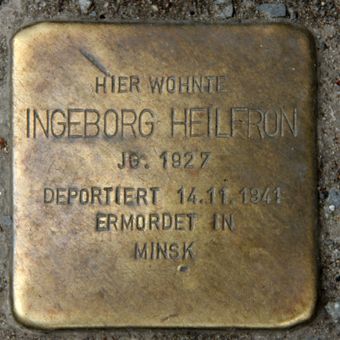 HIER WOHNTE
INGEBORG HEILFRON
JG. 1927
DEPORTIERT 14.11.1941
ERMORDET IN
MINSK